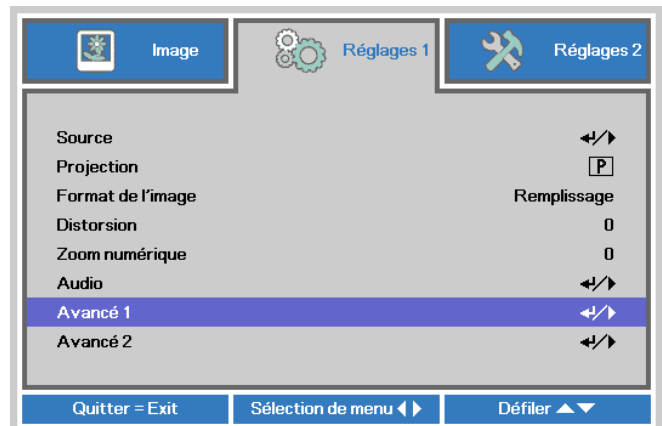 Image Réglages 1 Réglages 2
Source ↵/▶
Projection P
Format de l'image Remplissage
Distorsion 0
Zoom numérique 0
Audio ↵/▶
Avancé 1 ↵/▶
Avancé 2 ↵/▶
Quitter = Exit Sélection de menu ◀▶ Défiler ▲▼